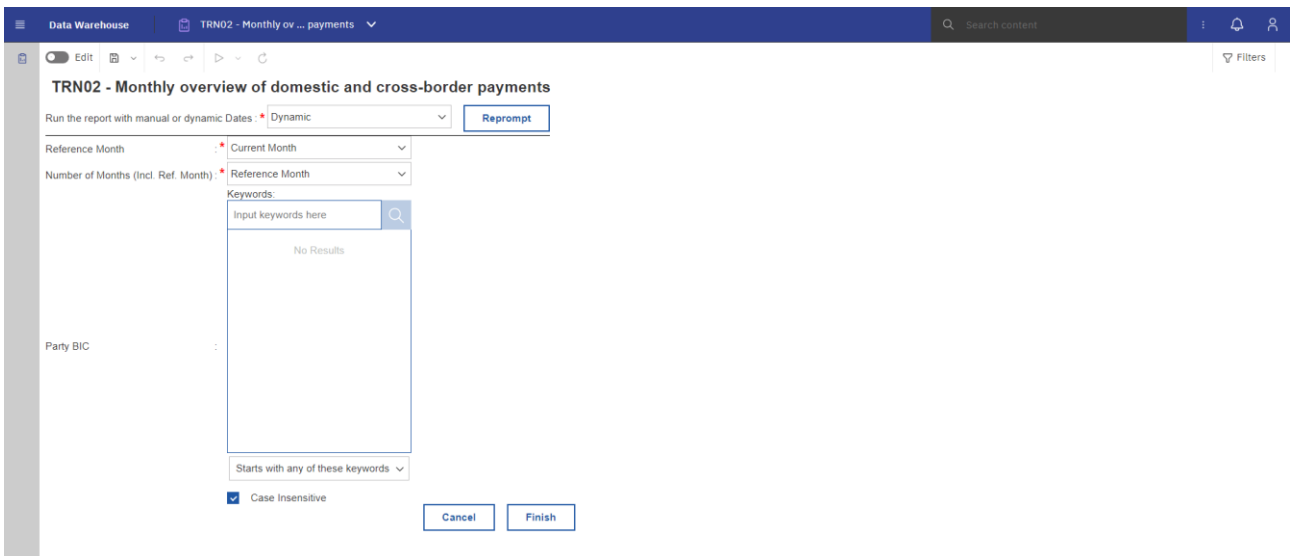 Data Warehouse TRN02 - Monthly ov ... payments Search content
Edit Filters
TRN02 - Monthly overview of domestic and cross-border payments
Run the report with manual or dynamic Dates : * Dynamic Reprompt
Reference Month : * Current Month
Number of Months (Incl. Ref. Month) : * Reference Month
Keywords:
Input keywords here
No Results
Party BIC :
Starts with any of these keywords
Case Insensitive
Cancel Finish